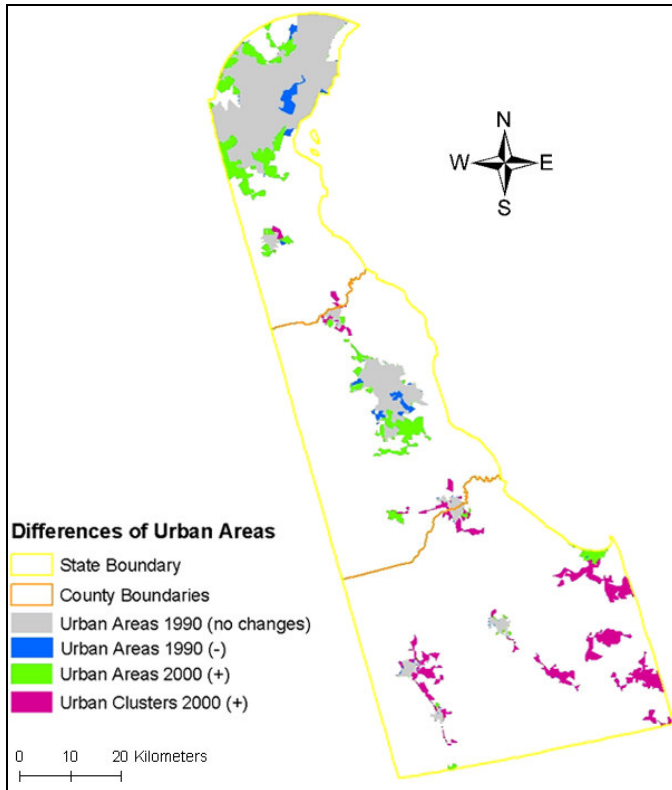 N
W E
S
Differences of Urban Areas
State Boundary
County Boundaries
Urban Areas 1990 (no changes)
Urban Areas 1990 (-)
Urban Areas 2000 (+)
Urban Clusters 2000 (+)
0 10 20 Kilometers